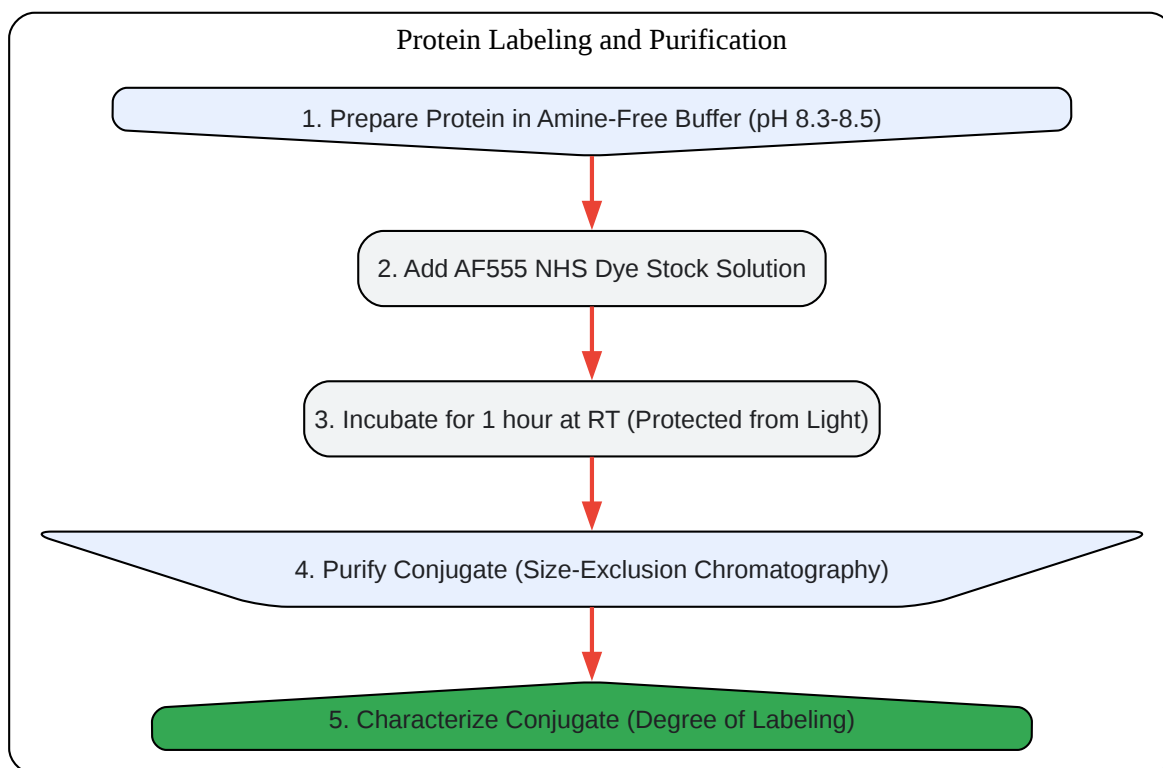 Protein Labeling and Purification
1. Prepare Protein in Amine-Free Buffer (pH 8.3-8.5)
2. Add AF555 NHS Dye Stock Solution
3. Incubate for 1 hour at RT (Protected from Light)
4. Purify Conjugate (Size-Exclusion Chromatography)
5. Characterize Conjugate (Degree of Labeling)